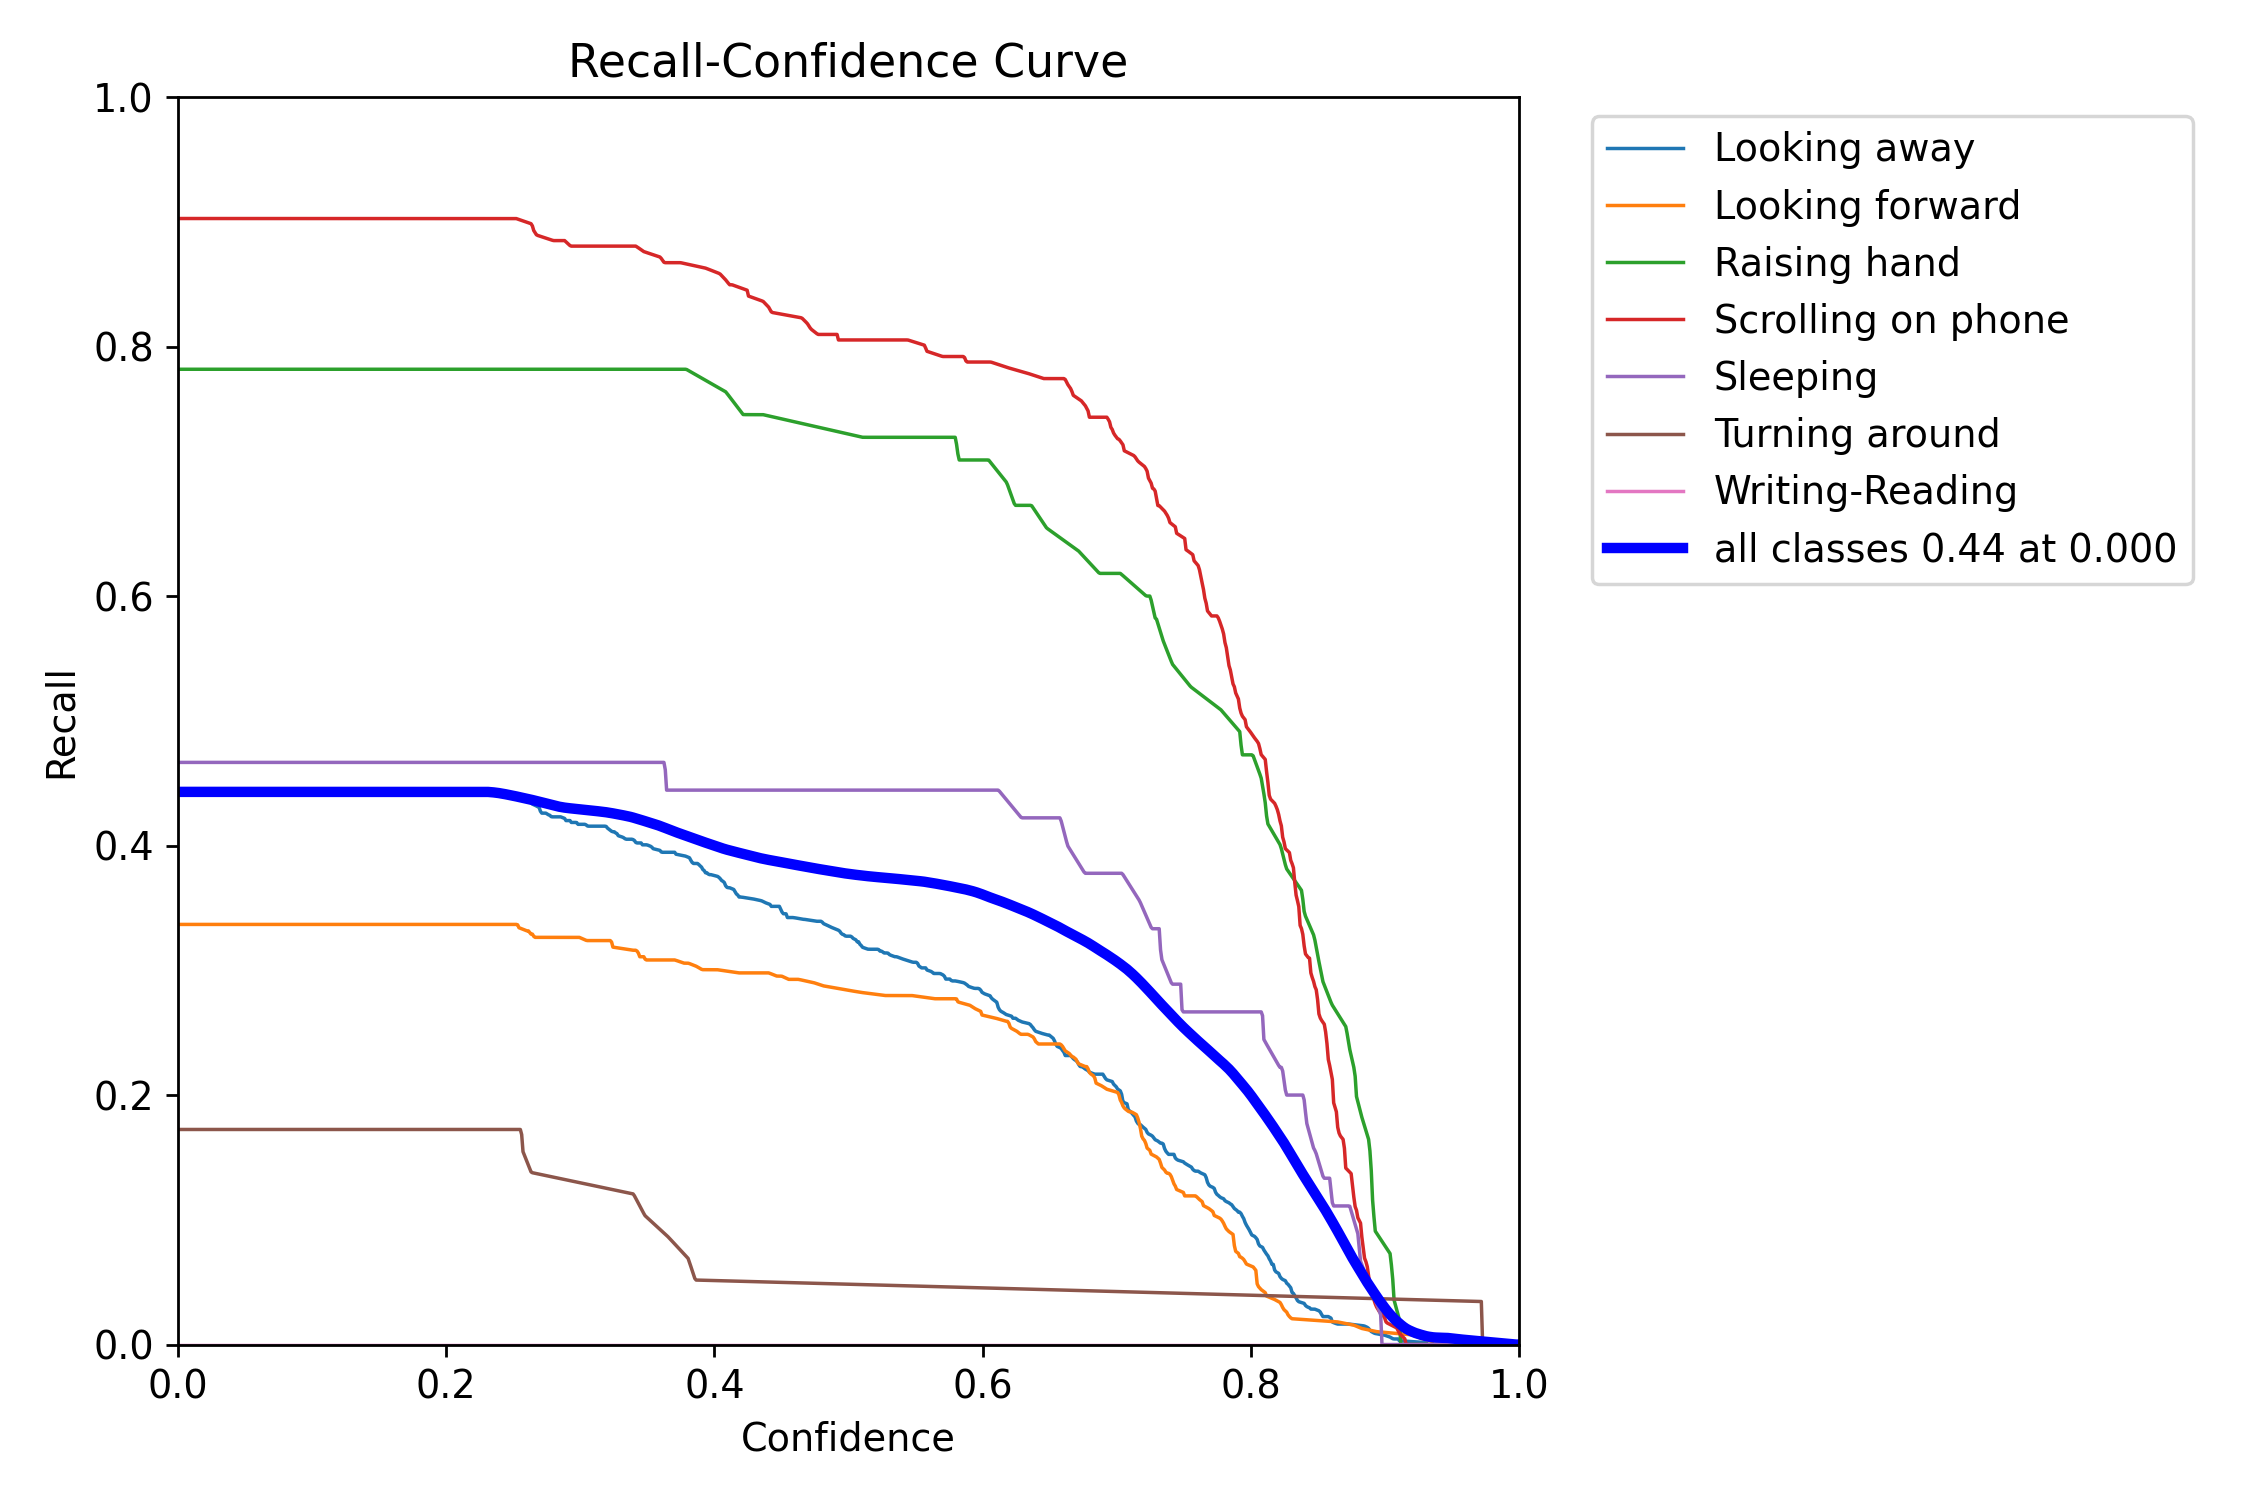 Recall-Confidence Curve
1.0
0.8
0.6
0.4
0.2
0.0
Recall
0.0 0.2 0.4 0.6 0.8 1.0
Confidence
Looking away
Looking forward
Raising hand
Scrolling on phone
Sleeping
Turning around
Writing-Reading
all classes 0.44 at 0.000